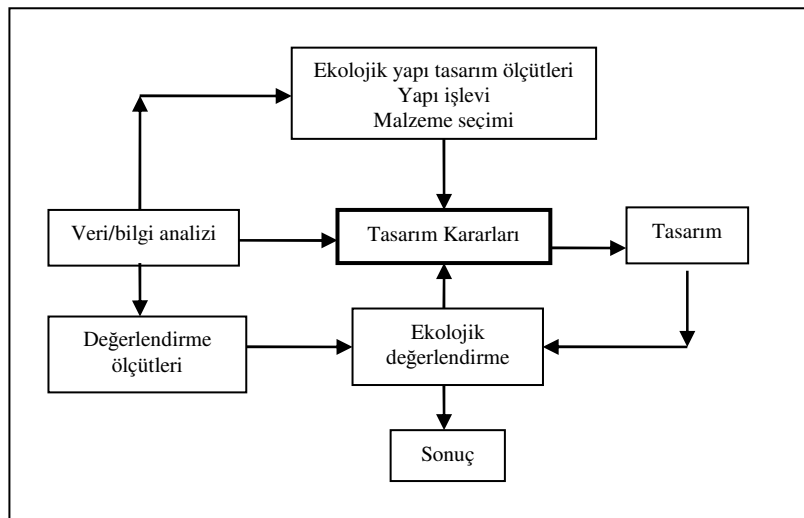 Ekolojik yapı tasarım ölçütleri
Yapı işlevi
Malzeme seçimi
Veri/bilgi analizi
Tasarım Kararları
Tasarım
Değerlendirme
ölçütleri
Ekolojik
değerlendirme
Sonuç